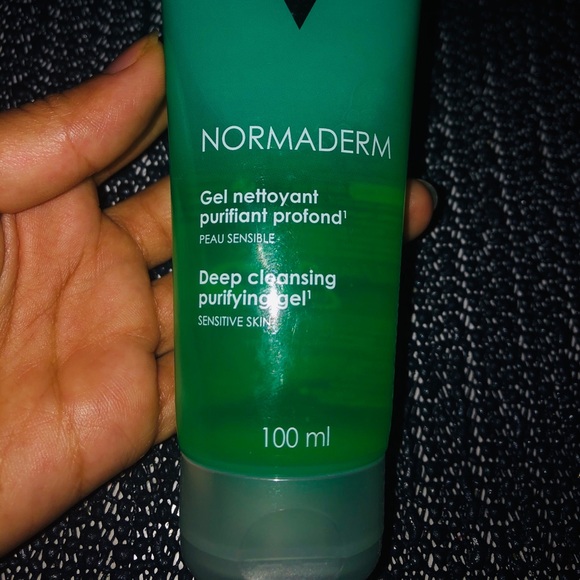 NORMADERM
Gel nettoyant
purifiant profond¹
PEAU SENSIBLE
Deep cleansing
purifying gel¹
SENSITIVE SKIN
100 ml